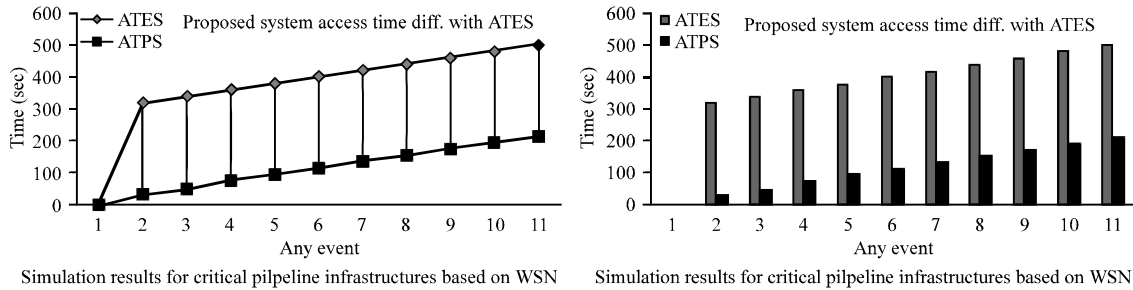 ATES
ATPS
Proposed system access time diff. with ATES
600
500
400
300
200
100
0
Time (sec)
1 2 3 4 5 6 7 8 9 10 11
Any event
Simulation results for critical pilpeline infrastructures based on WSN
ATES
ATPS
Proposed system access time diff. with ATES
600
500
400
300
200
100
0
Time (sec)
1 2 3 4 5 6 7 8 9 10 11
Any event
Simulation results for critical pilpeline infrastructures based on WSN